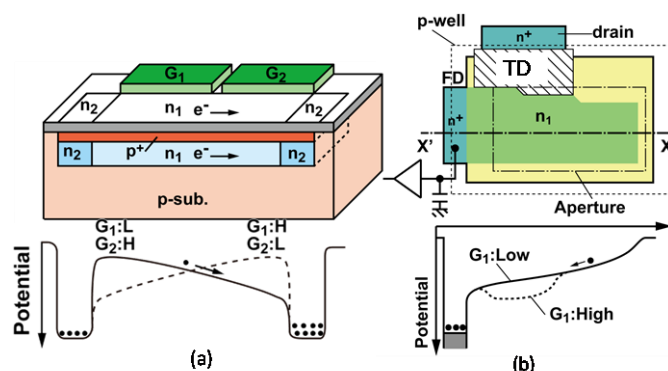 G1 G2
n2 n1 e- n2
p+
n2 n1 e- n2
p-sub.
G1:L G1:H
G2:H G2:L
Potential
(a)
p-well
n+
drain
TD
FD
n1
n+
X' X
Aperture
G1:Low
G1:High
Potential
(b)